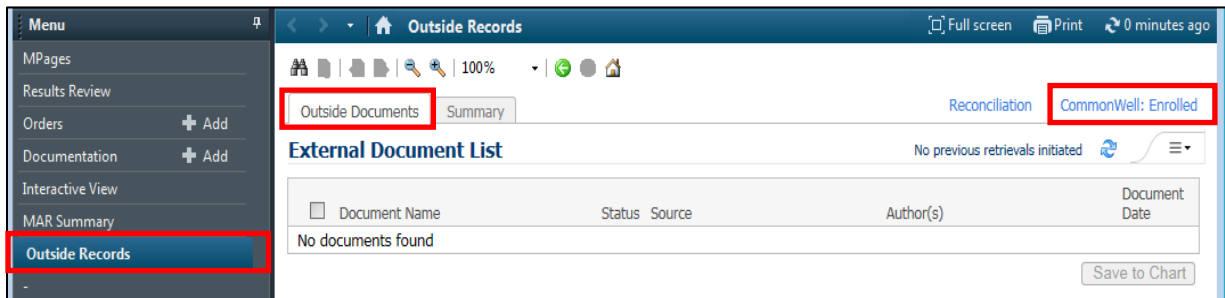 Menu
MPages
Results Review
Orders Add
Documentation Add
Interactive View
MAR Summary
Outside Records
-
Outside Records Full screen Print 0 minutes ago
100%
Outside Documents Summary Reconciliation CommonWell: Enrolled
External Document List No previous retrievals initiated
Document Name Status Source Author(s) Document Date
No documents found
Save to Chart